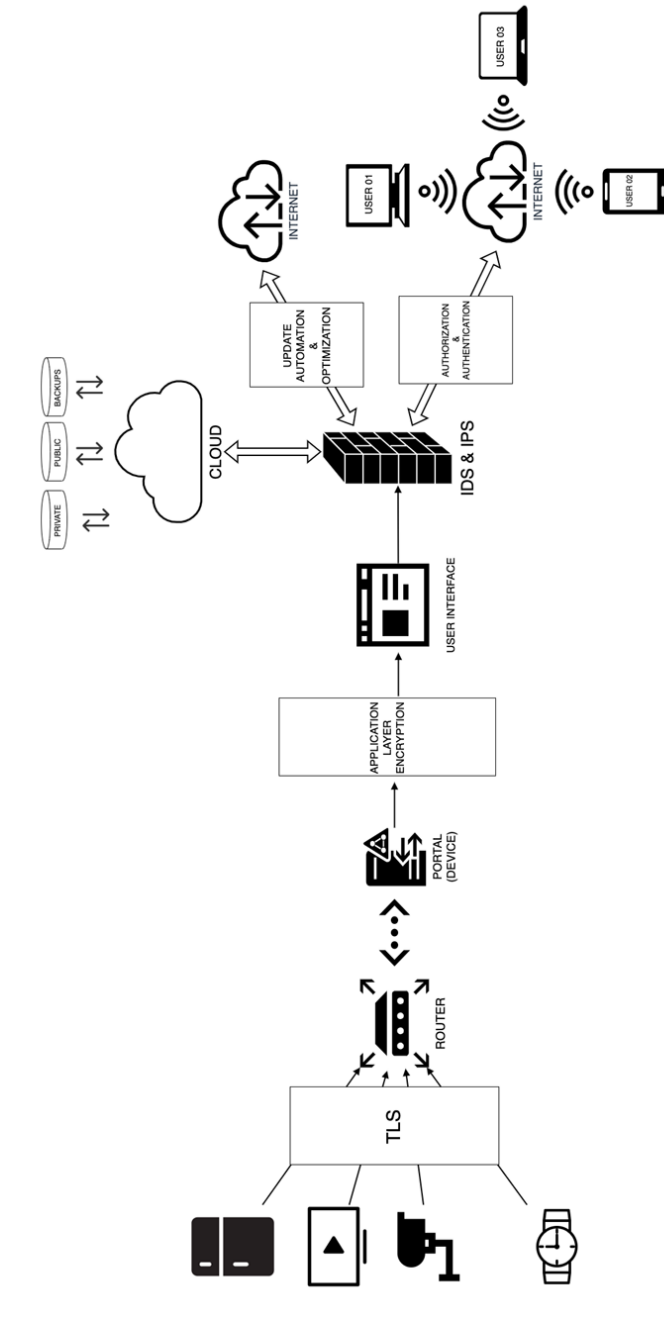 PRIVATE
PUBLIC
BACKUPS
CLOUD
INTERNET
UPDATE
AUTOMATION
&
OPTIMIZATION
USER 01
USER 03
USER 02
INTERNET
AUTHORIZATION
&
AUTHENTICATION
IDS & IPS
USER INTERFACE
APPLICATION
LAYER
ENCRYPTION
PORTAL
(DEVICE)
ROUTER
TLS